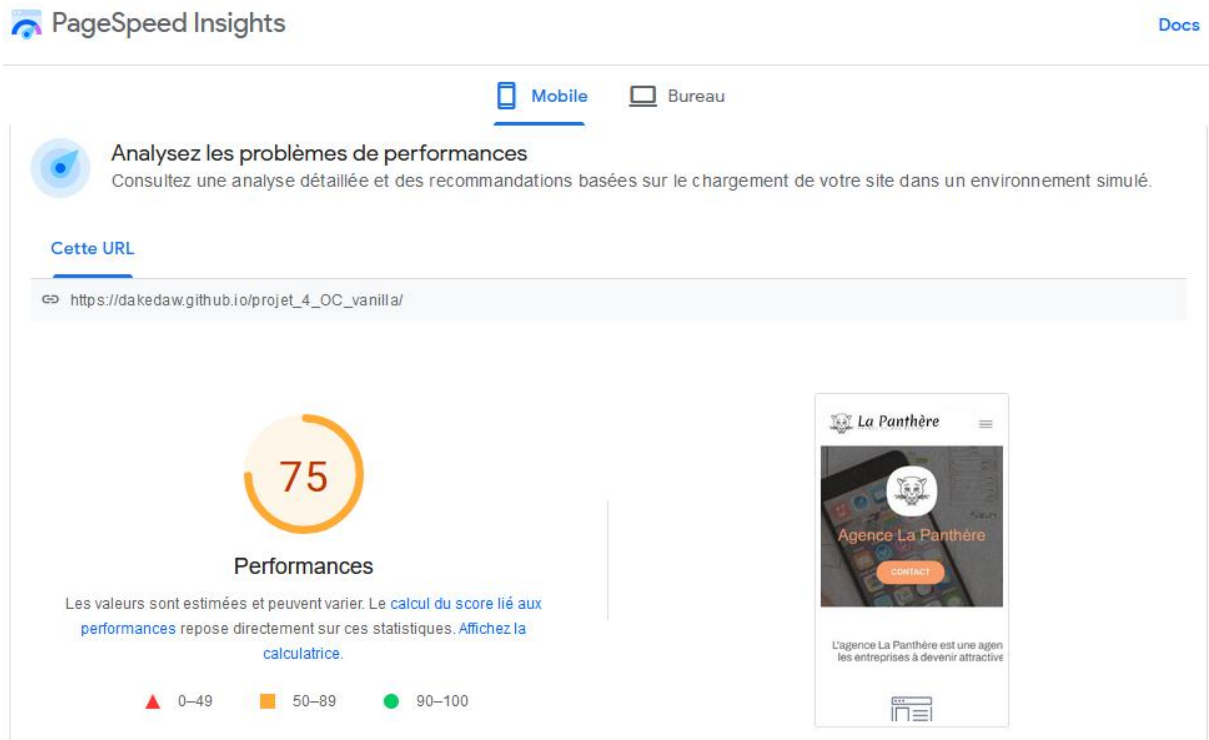 PageSpeed Insights
Docs
Mobile
Bureau
Analysez les problèmes de performances
Consultez une analyse détaillée et des recommandations basées sur le chargement de votre site dans un environnement simulé.
Cette URL
https://dakedaw.github.io/projet_4_OC_vanilla/
75
Performances
Les valeurs sont estimées et peuvent varier. Le calcul du score lié aux
performances repose directement sur ces statistiques. Affichez la
calculatrice.
0–49
50–89
90–100
La Panthère
Agence La Panthère
CONTACT
L'agence La Panthère est une agen
les entreprises à devenir attractive